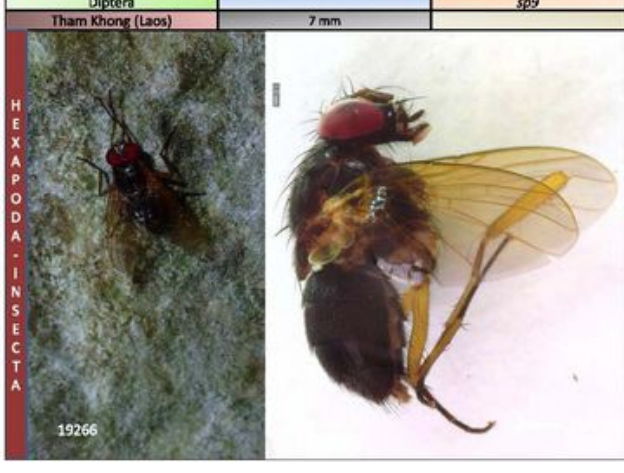 Diptera
sp9
Tham Khong (Laos)
7 mm
HEXAPODA-INSECTA
19266